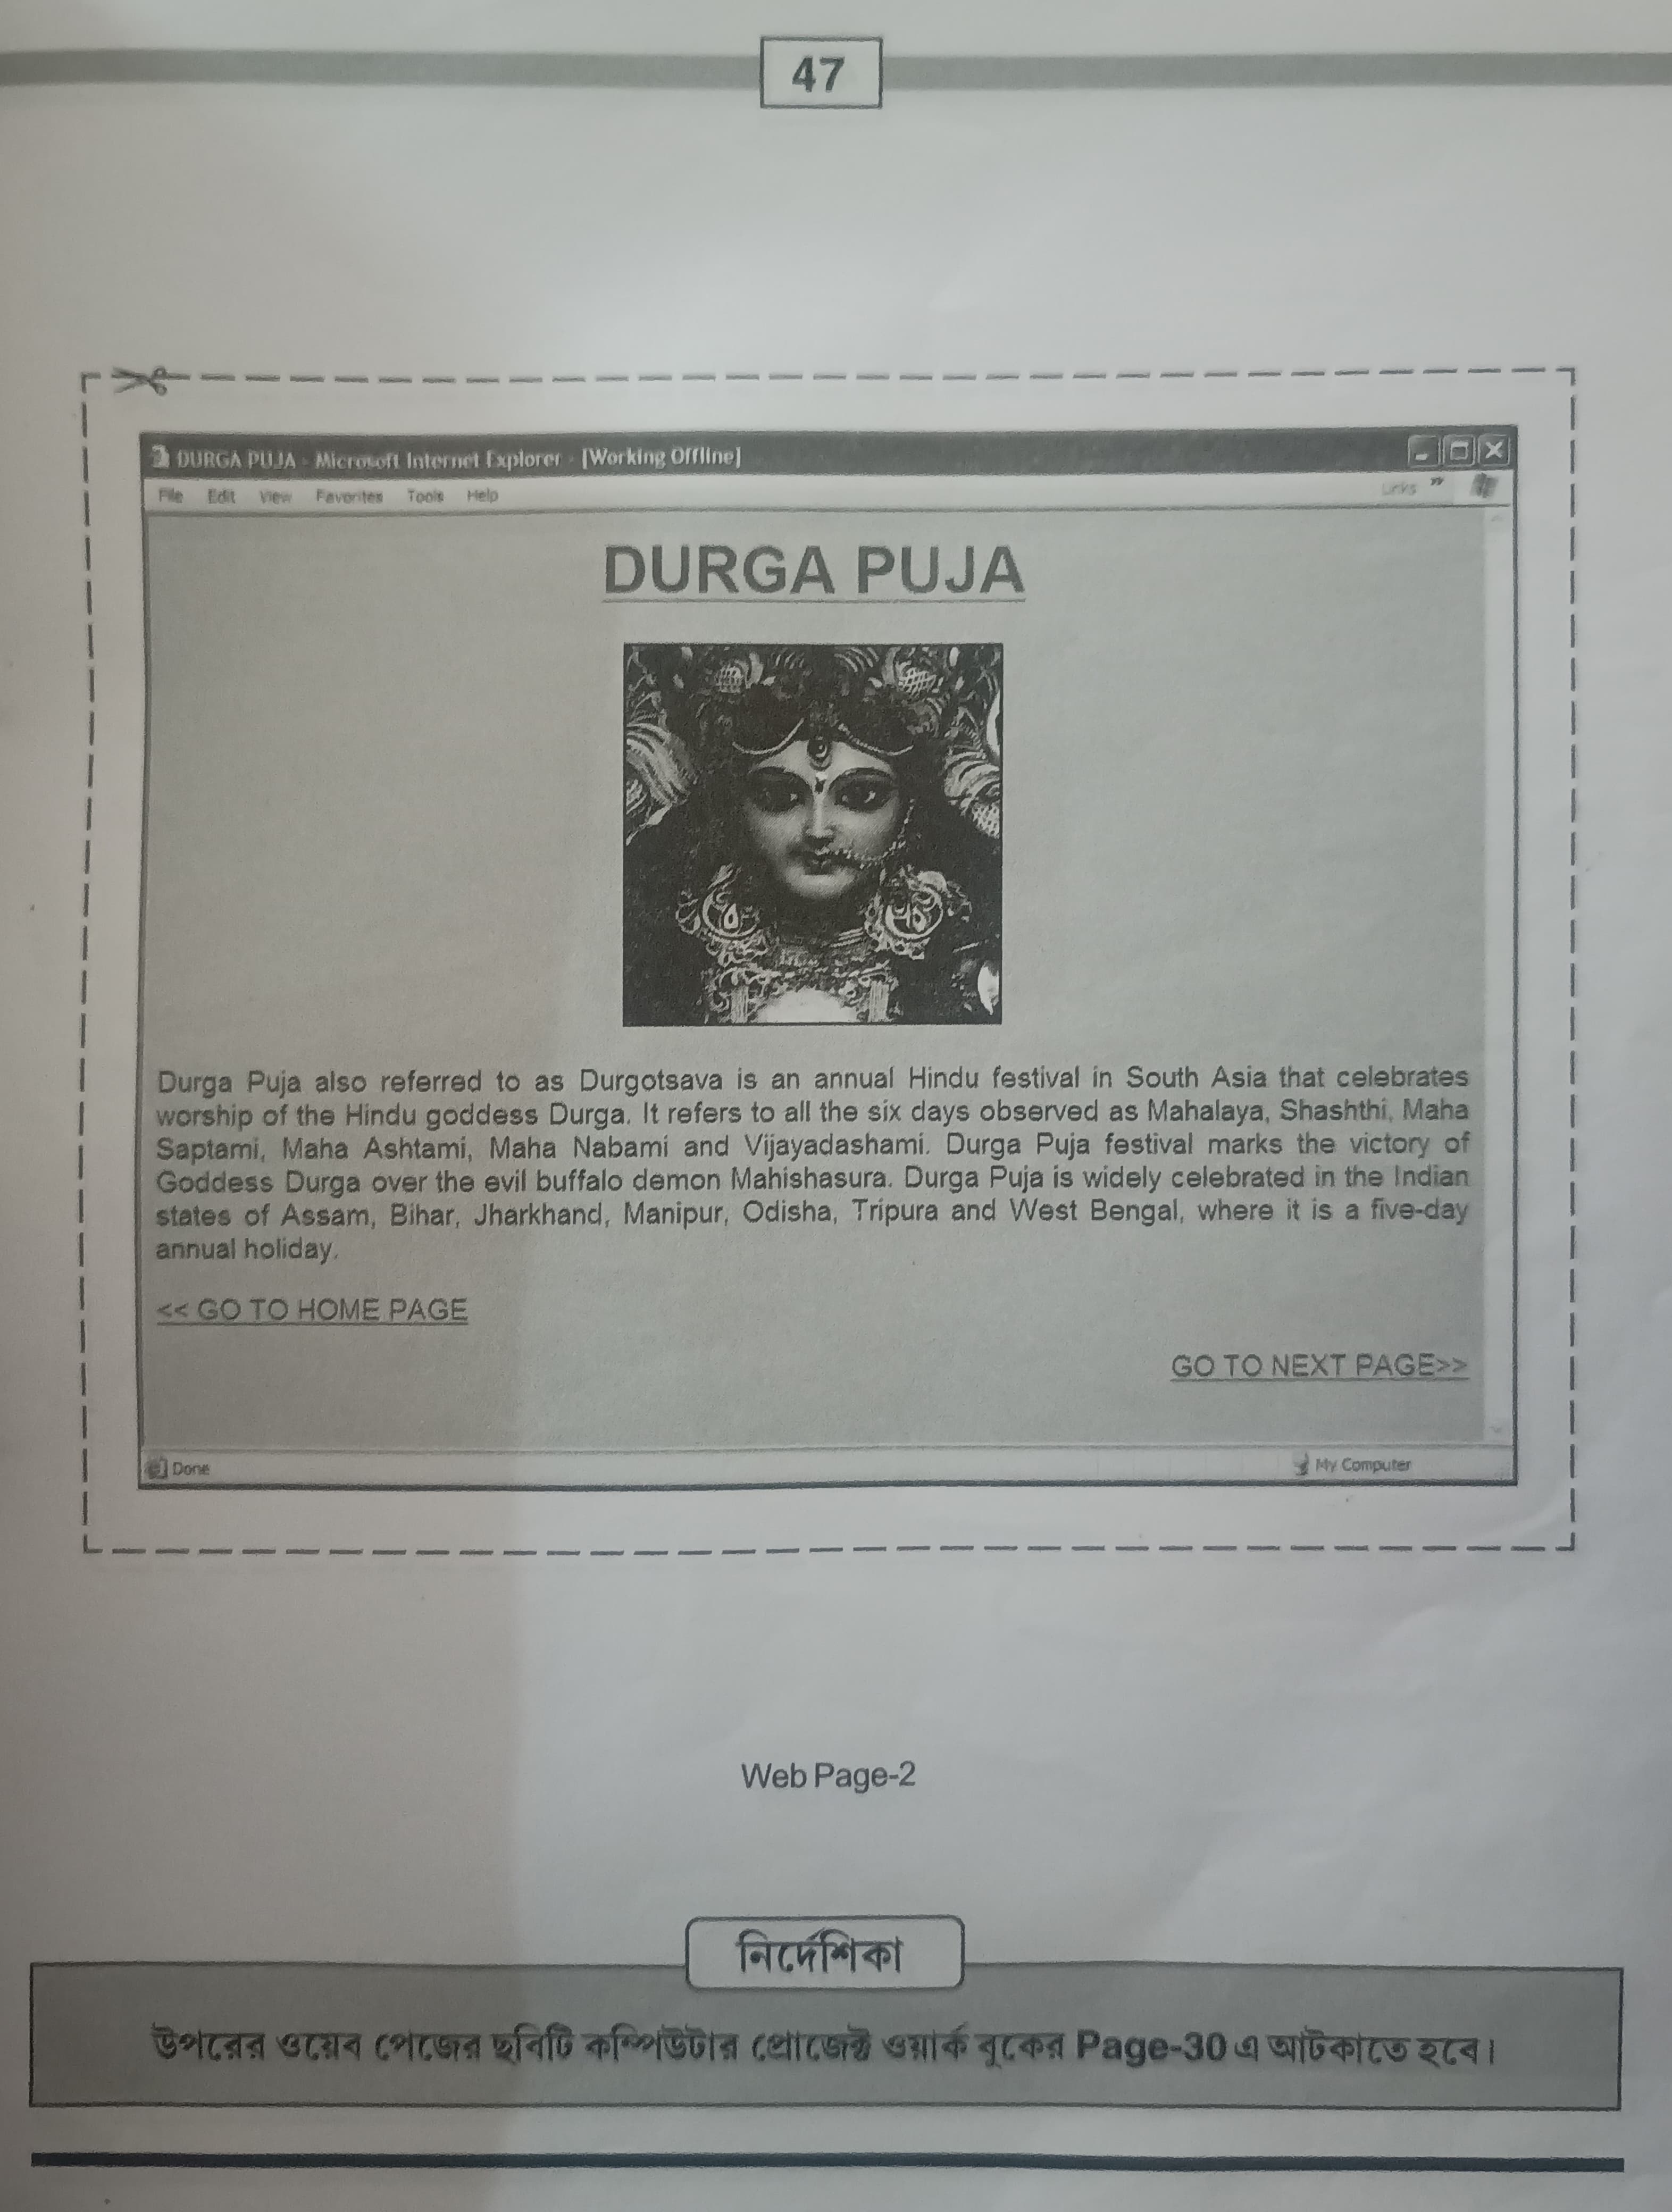 47
DURGA PUJA - Microsoft Internet Explorer - [Working Offline]
File Edit View Favorites Tools Help Links »
DURGA PUJA
Durga Puja also referred to as Durgotsava is an annual Hindu festival in South Asia that celebrates
worship of the Hindu goddess Durga. It refers to all the six days observed as Mahalaya, Shashthi, Maha
Saptami, Maha Ashtami, Maha Nabami and Vijayadashami. Durga Puja festival marks the victory of
Goddess Durga over the evil buffalo demon Mahishasura. Durga Puja is widely celebrated in the Indian
states of Assam, Bihar, Jharkhand, Manipur, Odisha, Tripura and West Bengal, where it is a five-day
annual holiday.
<< GO TO HOME PAGE
GO TO NEXT PAGE>>
Done My Computer
Web Page-2
নির্দেশিকা
উপরের ওয়েব পেজের ছবিটি কম্পিউটার প্রোজেক্ট ওয়ার্ক বুকের Page-30 এ আটকাতে হবে।